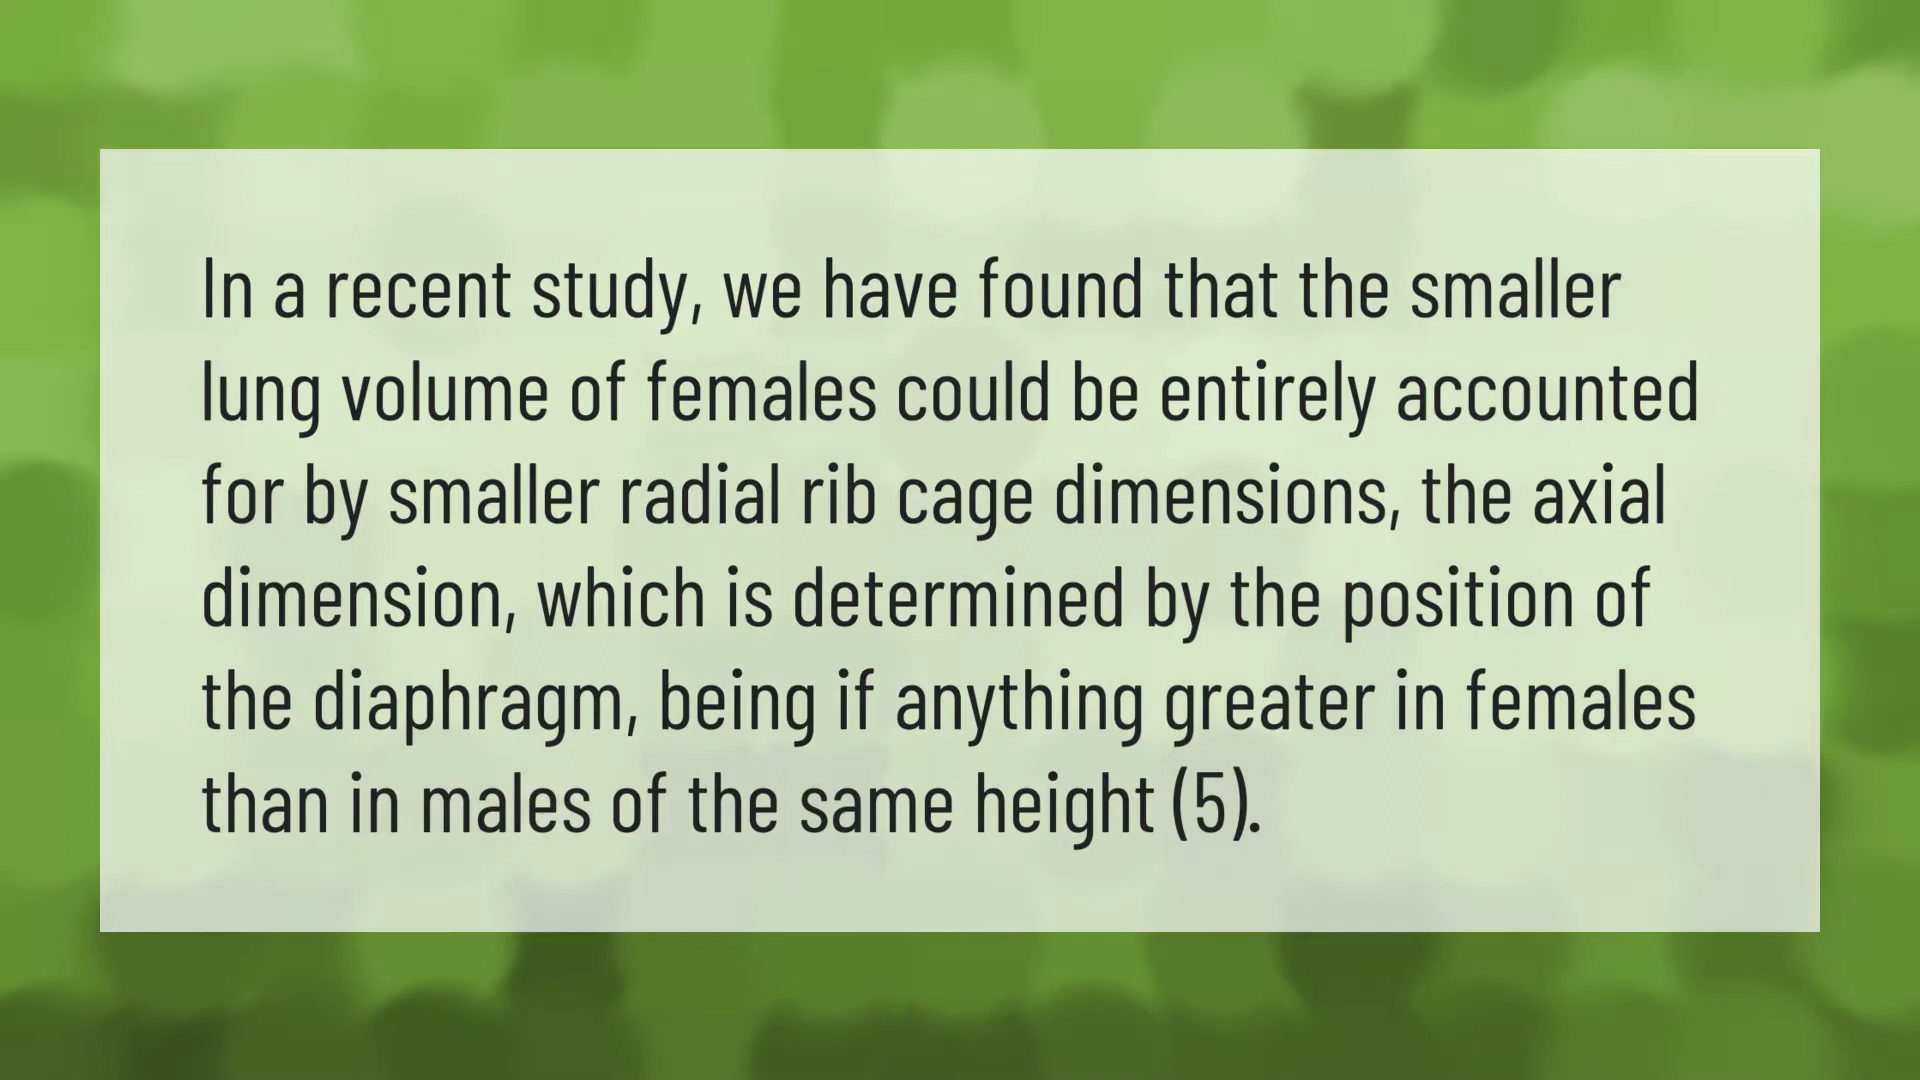 In a recent study, we have found that the smaller
lung volume of females could be entirely accounted
for by smaller radial rib cage dimensions, the axial
dimension, which is determined by the position of
the diaphragm, being if anything greater in females
than in males of the same height (5).